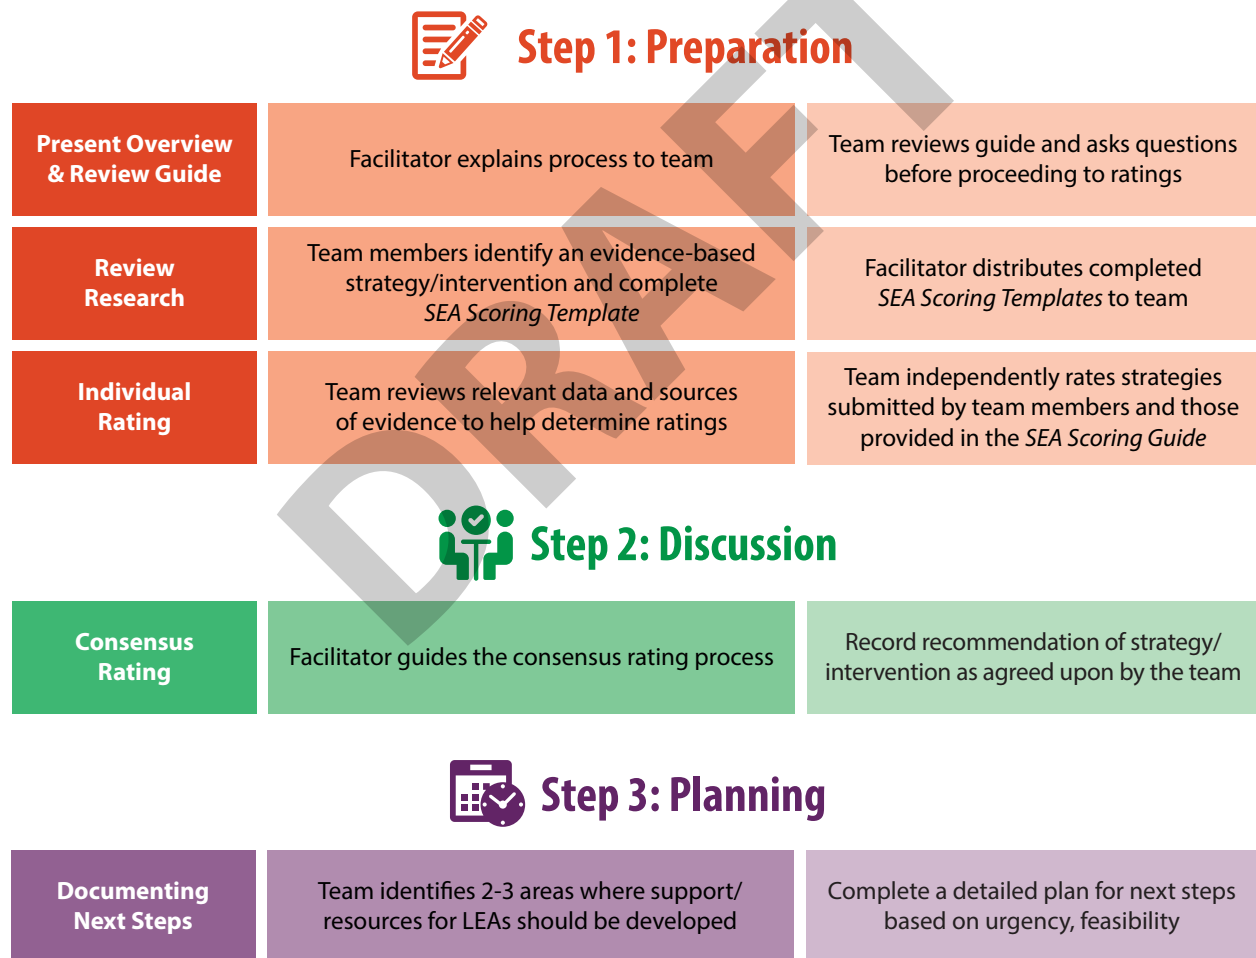 Step 1: Preparation
Present Overview
& Review Guide
Facilitator explains process to team
Team reviews guide and asks questions
before proceeding to ratings
Review
Research
Team members identify an evidence-based
strategy/intervention and complete
SEA Scoring Template
Facilitator distributes completed
SEA Scoring Templates to team
Individual
Rating
Team reviews relevant data and sources
of evidence to help determine ratings
Team independently rates strategies
submitted by team members and those
provided in the SEA Scoring Guide
DRAFT
Step 2: Discussion
Consensus
Rating
Facilitator guides the consensus rating process
Record recommendation of strategy/
intervention as agreed upon by the team
Step 3: Planning
Documenting
Next Steps
Team identifies 2-3 areas where support/
resources for LEAs should be developed
Complete a detailed plan for next steps
based on urgency, feasibility